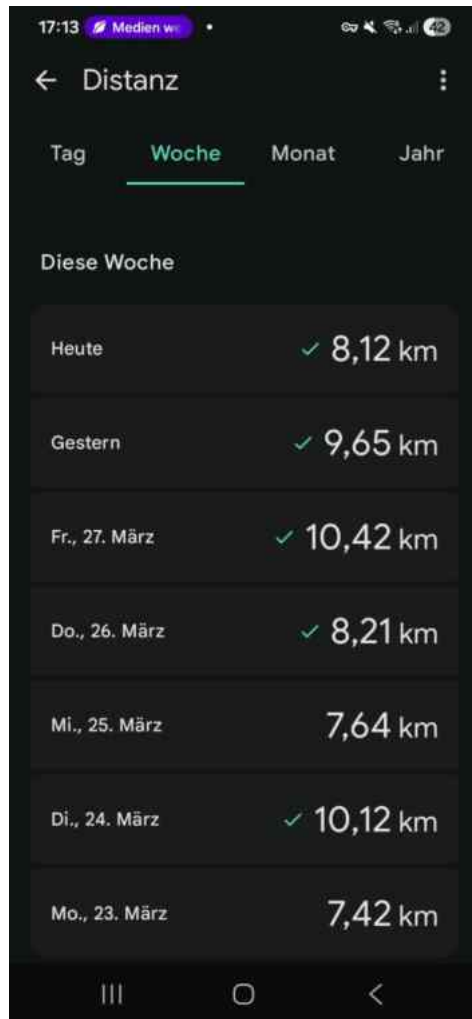 17:13 Medien w 42
Distanz
Tag Woche Monat Jahr
Diese Woche
Heute 8,12 km
Gestern 9,65 km
Fr., 27. März 10,42 km
Do., 26. März 8,21 km
Mi., 25. März 7,64 km
Di., 24. März 10,12 km
Mo., 23. März 7,42 km